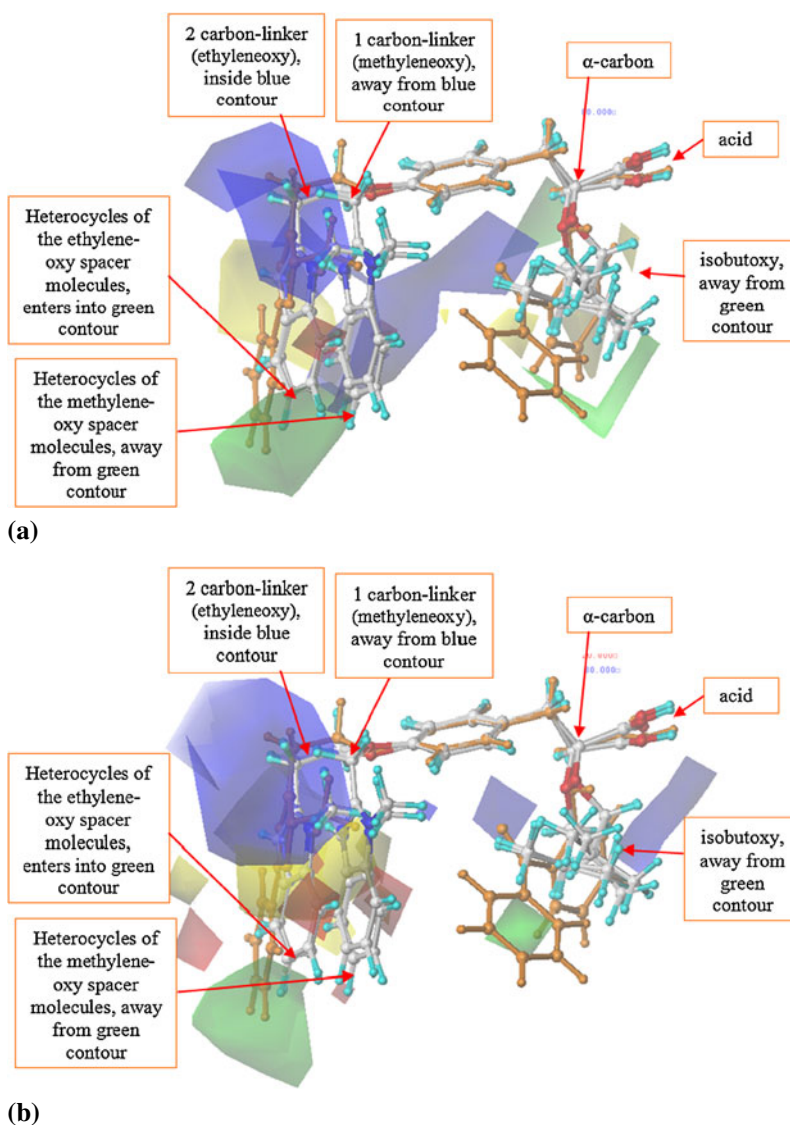 2 carbon-linker
(ethyleneoxy),
inside blue
contour
1 carbon-linker
(methyleneoxy),
away from blue
contour
α-carbon
acid
Heterocycles of
the ethylene-
oxy spacer
molecules,
enters into green
contour
isobutoxy,
away from
green
contour
Heterocycles of
the methylene-
oxy spacer
molecules, away
from green
contour
(a)
2 carbon-linker
(ethyleneoxy),
inside blue
contour
1 carbon-linker
(methyleneoxy),
away from blue
contour
α-carbon
acid
Heterocycles of
the ethylene-
oxy spacer
molecules,
enters into green
contour
isobutoxy,
away from
green
contour
Heterocycles of
the methylene-
oxy spacer
molecules, away
from green
contour
(b)